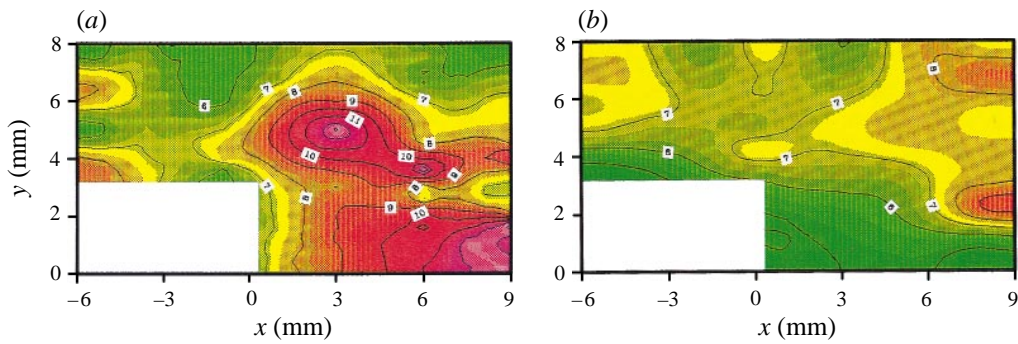 (a) (b)
8 8
6 6
y (mm) 4 4
2 2
0 0
–6 –3 0 3 6 9 –6 –3 0 3 6 9
x (mm) x (mm)
7 8 6 9 11 7 10 10 8 9 8 7 8 9 10
8 7 7 6 7 6 7